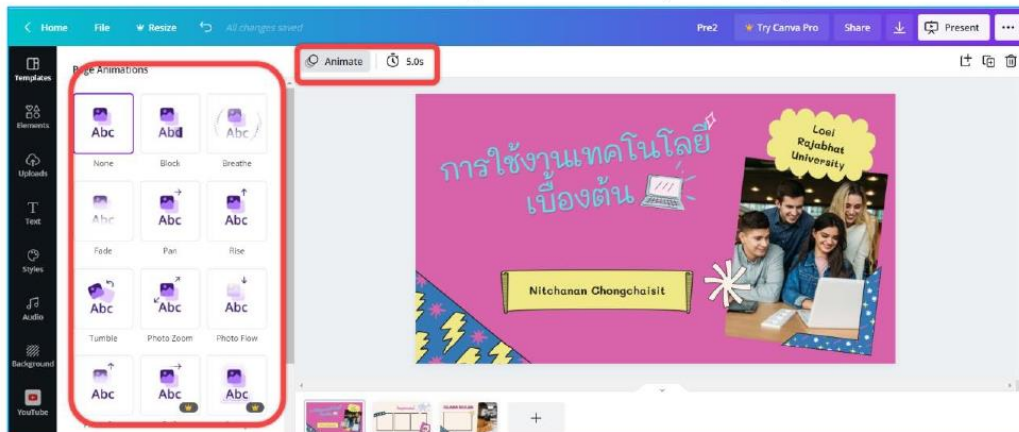 Home File Resize All changes saved Pre2 Try Canva Pro Share Present
Templates
Elements
Uploads
Text
Styles
Audio
Background
YouTube
Page Animations
Abc Abc Abc
None Block Breathe
Abc Abc Abc
Fade Pan Rise
Abc Abc Abc
Tumble Photo Zoom Photo Flow
Abc Abc Abc
Animate 5.0s
การใช้งานเทคโนโลยี
เบื้องต้น
Loei
Rajabhat
University
Nitchanan Chongchaisit